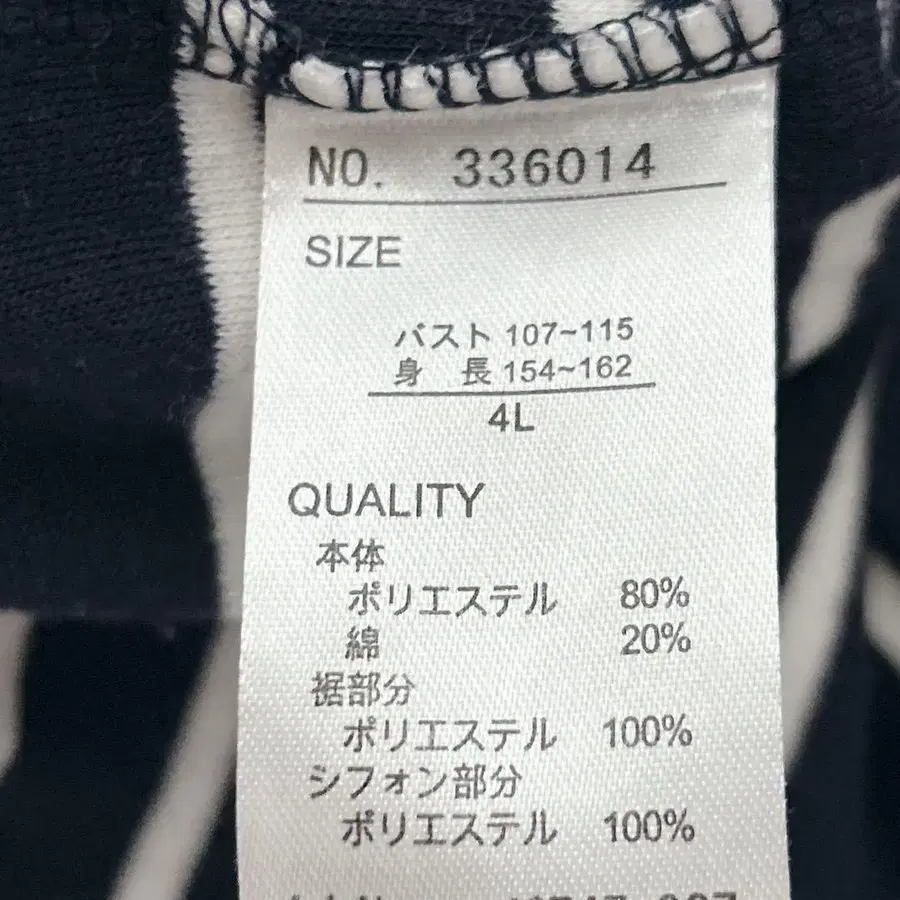 NO. 336014
SIZE
バスト 107~115
身 長 154~162
4L
QUALITY
本体
ポリエステル 80%
綿 20%
裾部分
ポリエステル 100%
シフォン部分
ポリエステル 100%